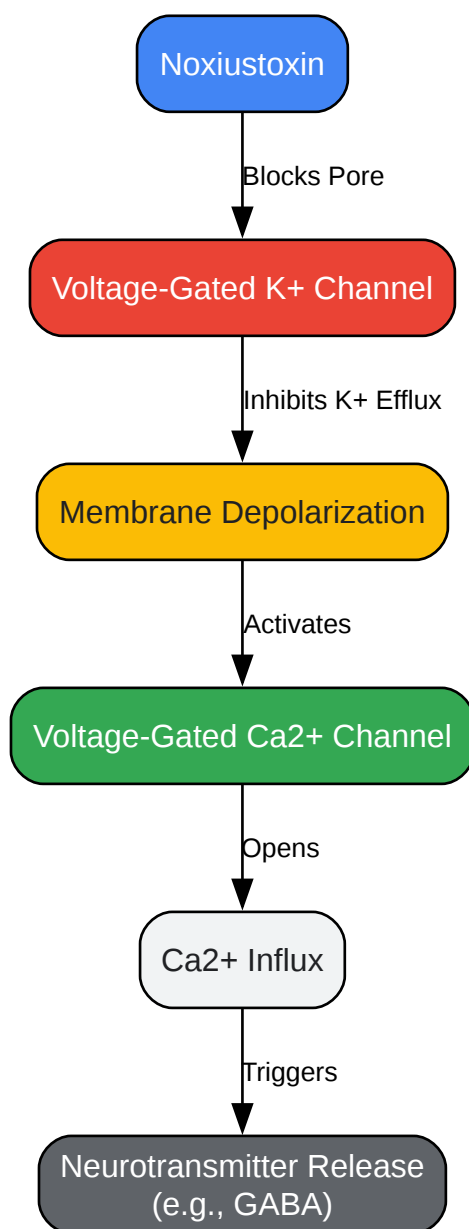 Noxiustoxin
Blocks Pore
Voltage-Gated K+ Channel
Inhibits K+ Efflux
Membrane Depolarization
Activates
Voltage-Gated Ca2+ Channel
Opens
Ca2+ Influx
Triggers
Neurotransmitter Release
(e.g., GABA)